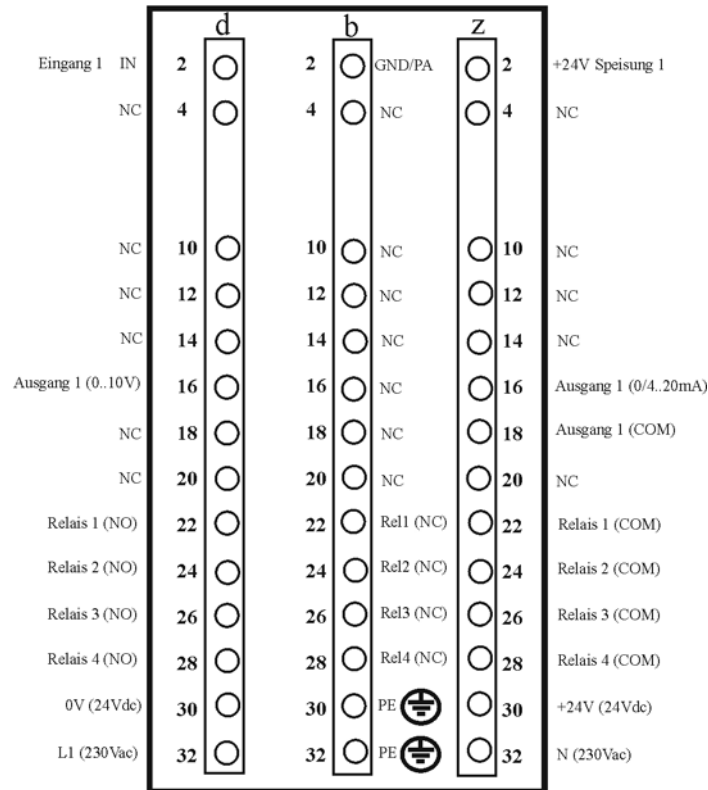 d b z
Eingang 1 IN 2 2 GND/PA 2 +24V Speisung 1
NC 4 4 NC 4 NC
NC 10 10 NC 10 NC
NC 12 12 NC 12 NC
NC 14 14 NC 14 NC
Ausgang 1 (0..10V) 16 16 NC 16 Ausgang 1 (0/4..20mA)
NC 18 18 NC 18 Ausgang 1 (COM)
NC 20 20 NC 20 NC
Relais 1 (NO) 22 22 Rel1 (NC) 22 Relais 1 (COM)
Relais 2 (NO) 24 24 Rel2 (NC) 24 Relais 2 (COM)
Relais 3 (NO) 26 26 Rel3 (NC) 26 Relais 3 (COM)
Relais 4 (NO) 28 28 Rel4 (NC) 28 Relais 4 (COM)
0V (24Vdc) 30 30 PE 30 +24V (24Vdc)
L1 (230Vac) 32 32 PE 32 N (230Vac)